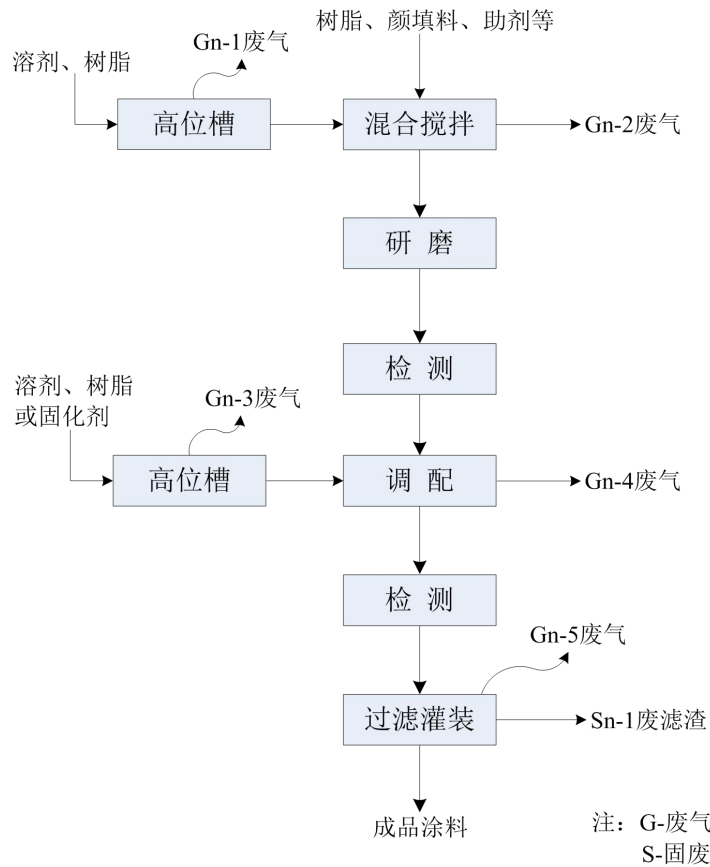 树脂、颜填料、助剂等
Gn-1废气
溶剂、树脂
高位槽
混合搅拌
Gn-2废气
研 磨
检 测
溶剂、树脂
或固化剂
Gn-3废气
高位槽
调 配
Gn-4废气
检 测
Gn-5废气
过滤灌装
Sn-1废滤渣
成品涂料
注：G-废气
S-固废